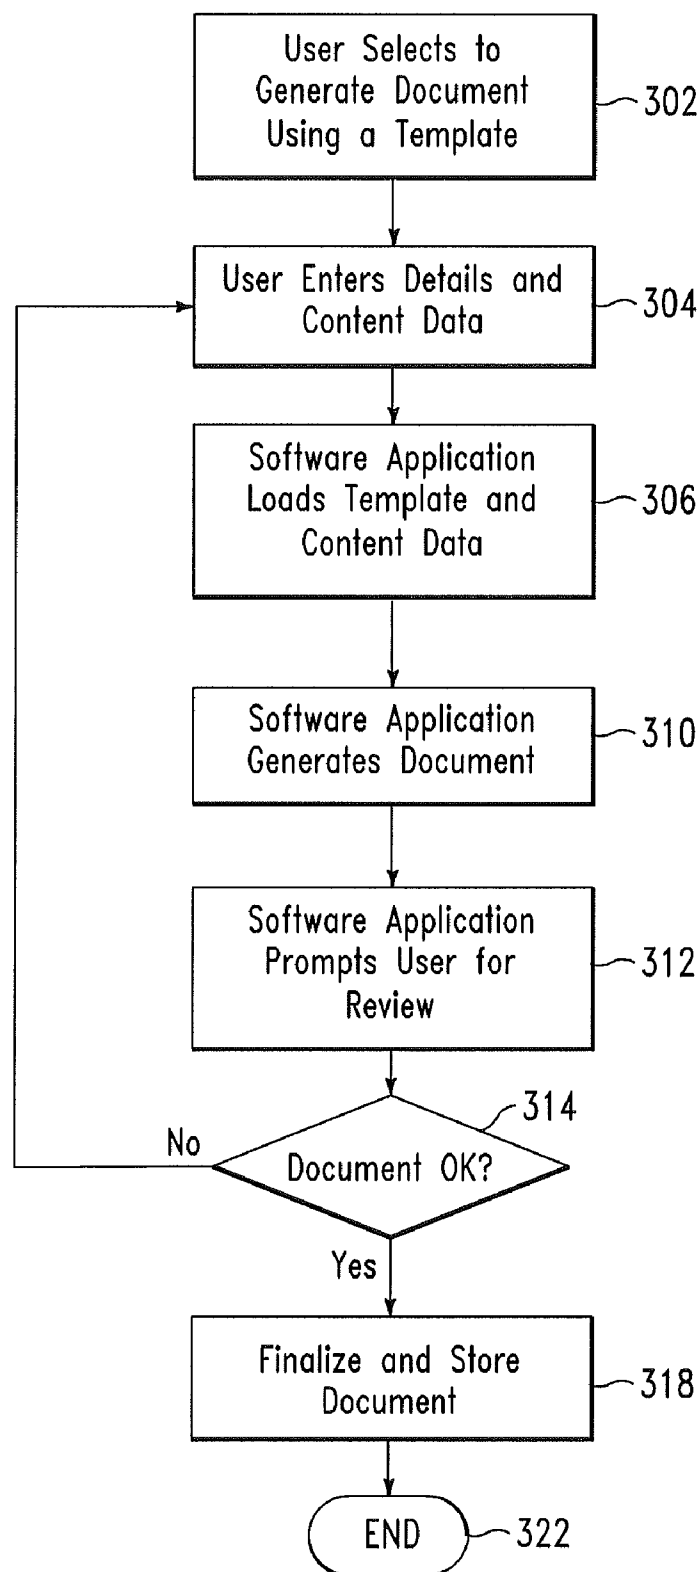 User Selects to
Generate Document
Using a Template
302
User Enters Details and
Content Data
304
Software Application
Loads Template and
Content Data
306
Software Application
Generates Document
310
Software Application
Prompts User for
Review
312
314
No
Document OK?
Yes
Finalize and Store
Document
318
END
322